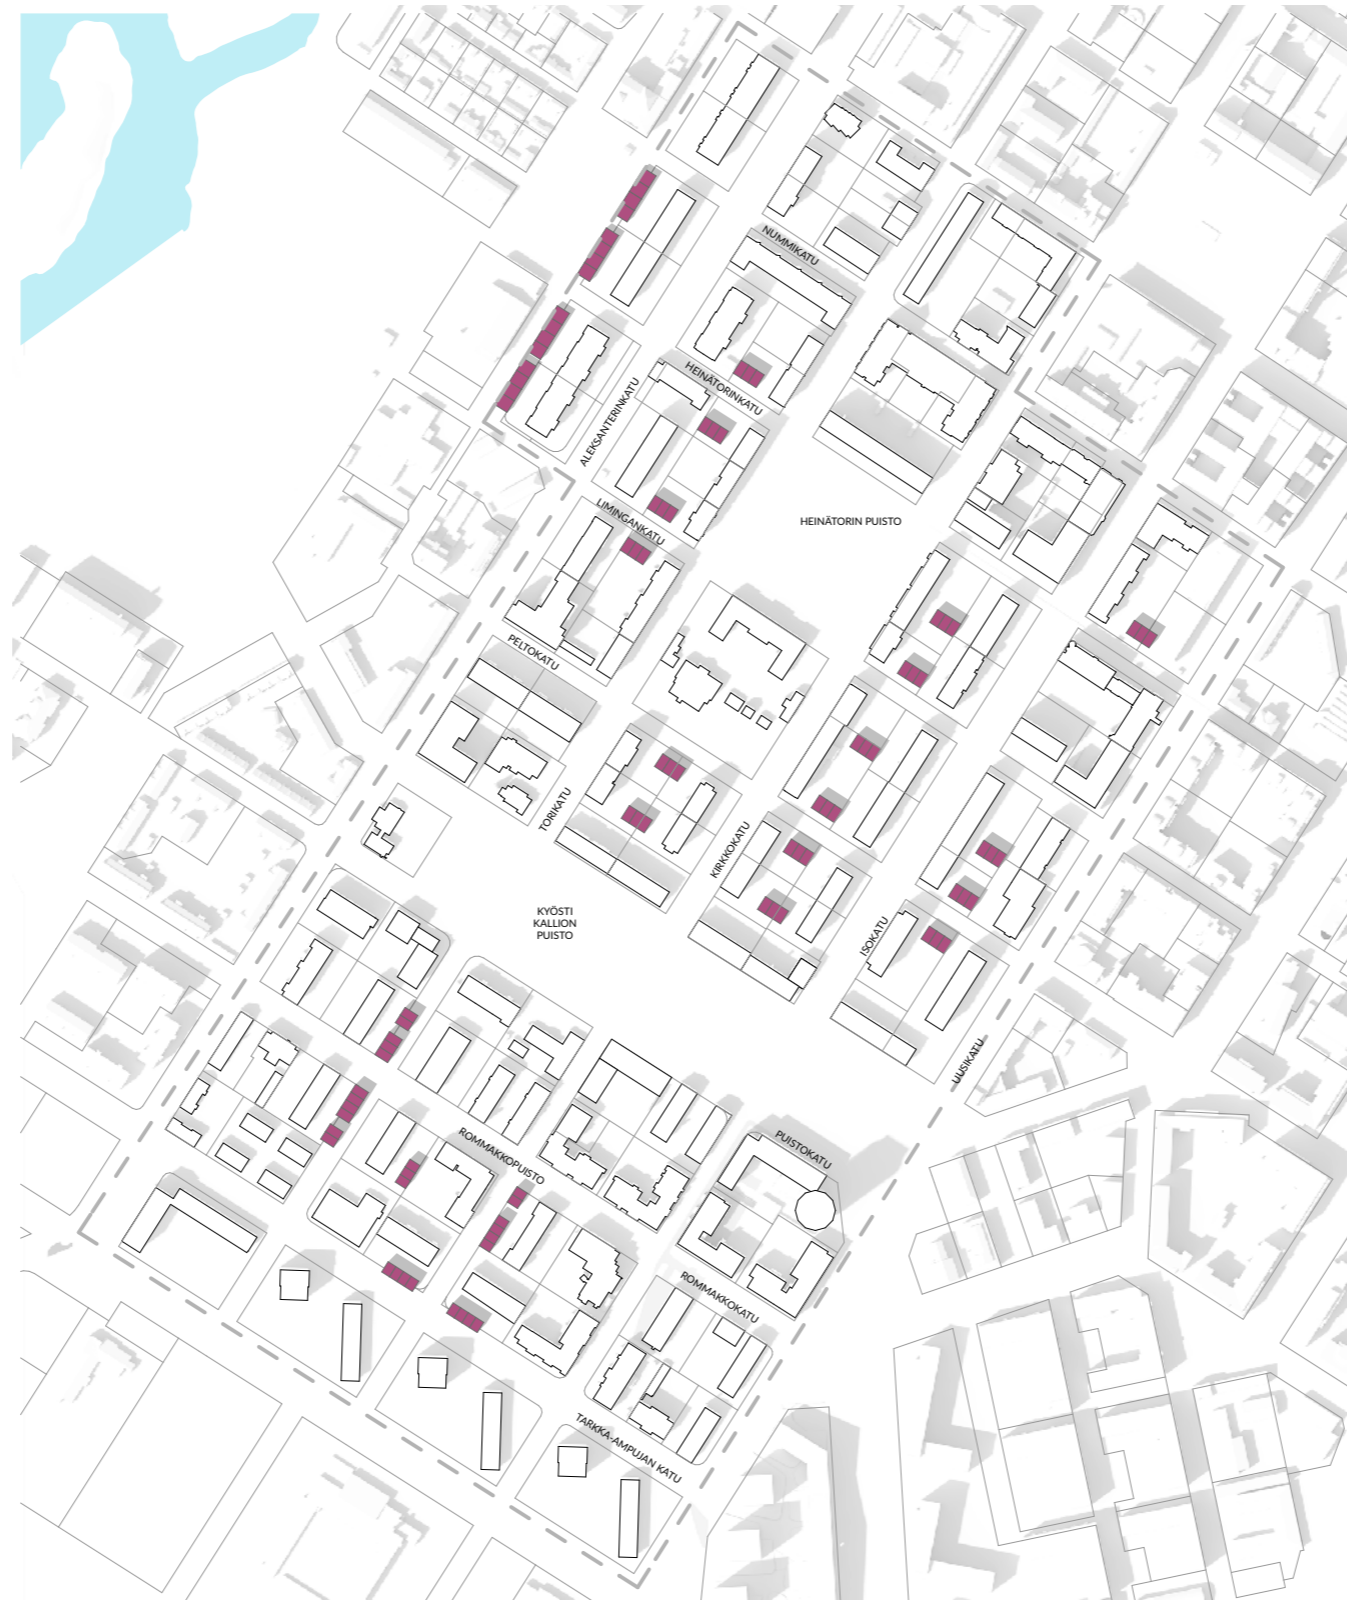 NUMMIKATU
HEINÄTORINKATU
ALEKSANTERINKATU
LIMINGANKATU
HEINÄTORIN PUISTO
PELTOKATU
TORIKATU
KIRKKOKATU
KYÖSTI
KALLION
PUISTO
ISOKATU
UUSIKATU
ROMMAKKOPUISTO
PUISTOKATU
ROMMAKKOKATU
TARKKA-AMPUJAN KATU